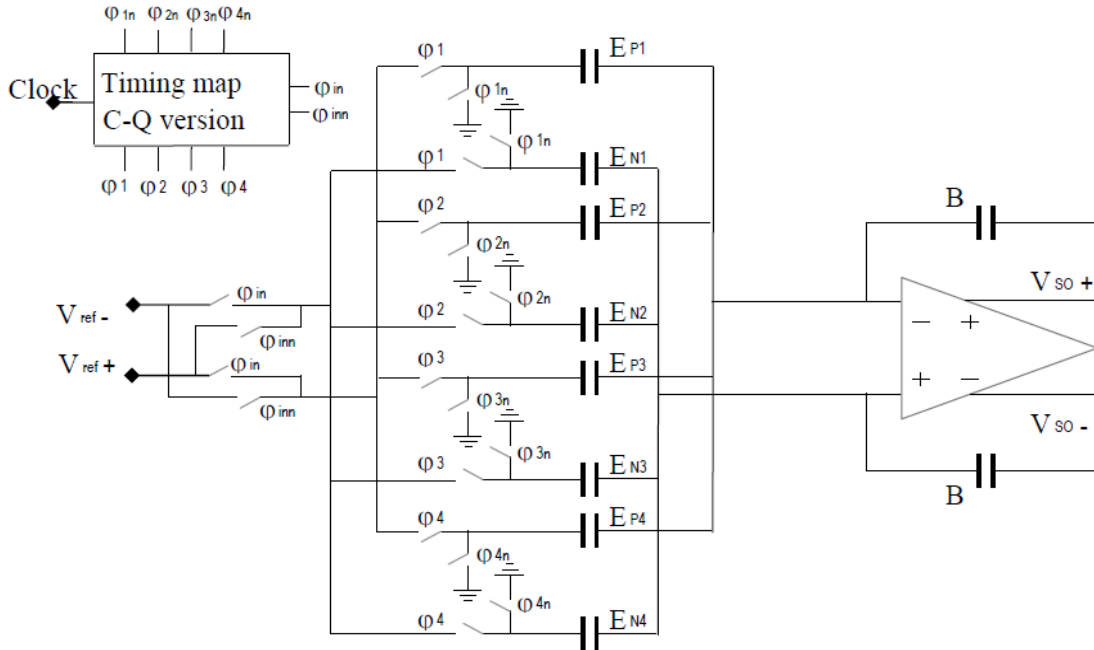 φ1n φ2n φ3n φ4n
Clock
Timing map
C-Q version
φin
φinn
φ1 φ2 φ3 φ4
φ1
EP1
φ1n
φ1n
φ1
EN1
φ2
EP2
φ2n
φ2n
φ2
EN2
φ3
EP3
φ3n
φ3n
φ3
EN3
φ4
EP4
φ4n
φ4n
φ4
EN4
Vref -
φin
φinn
Vref +
φin
φinn
B
VSO +
− +
+ −
VSO -
B